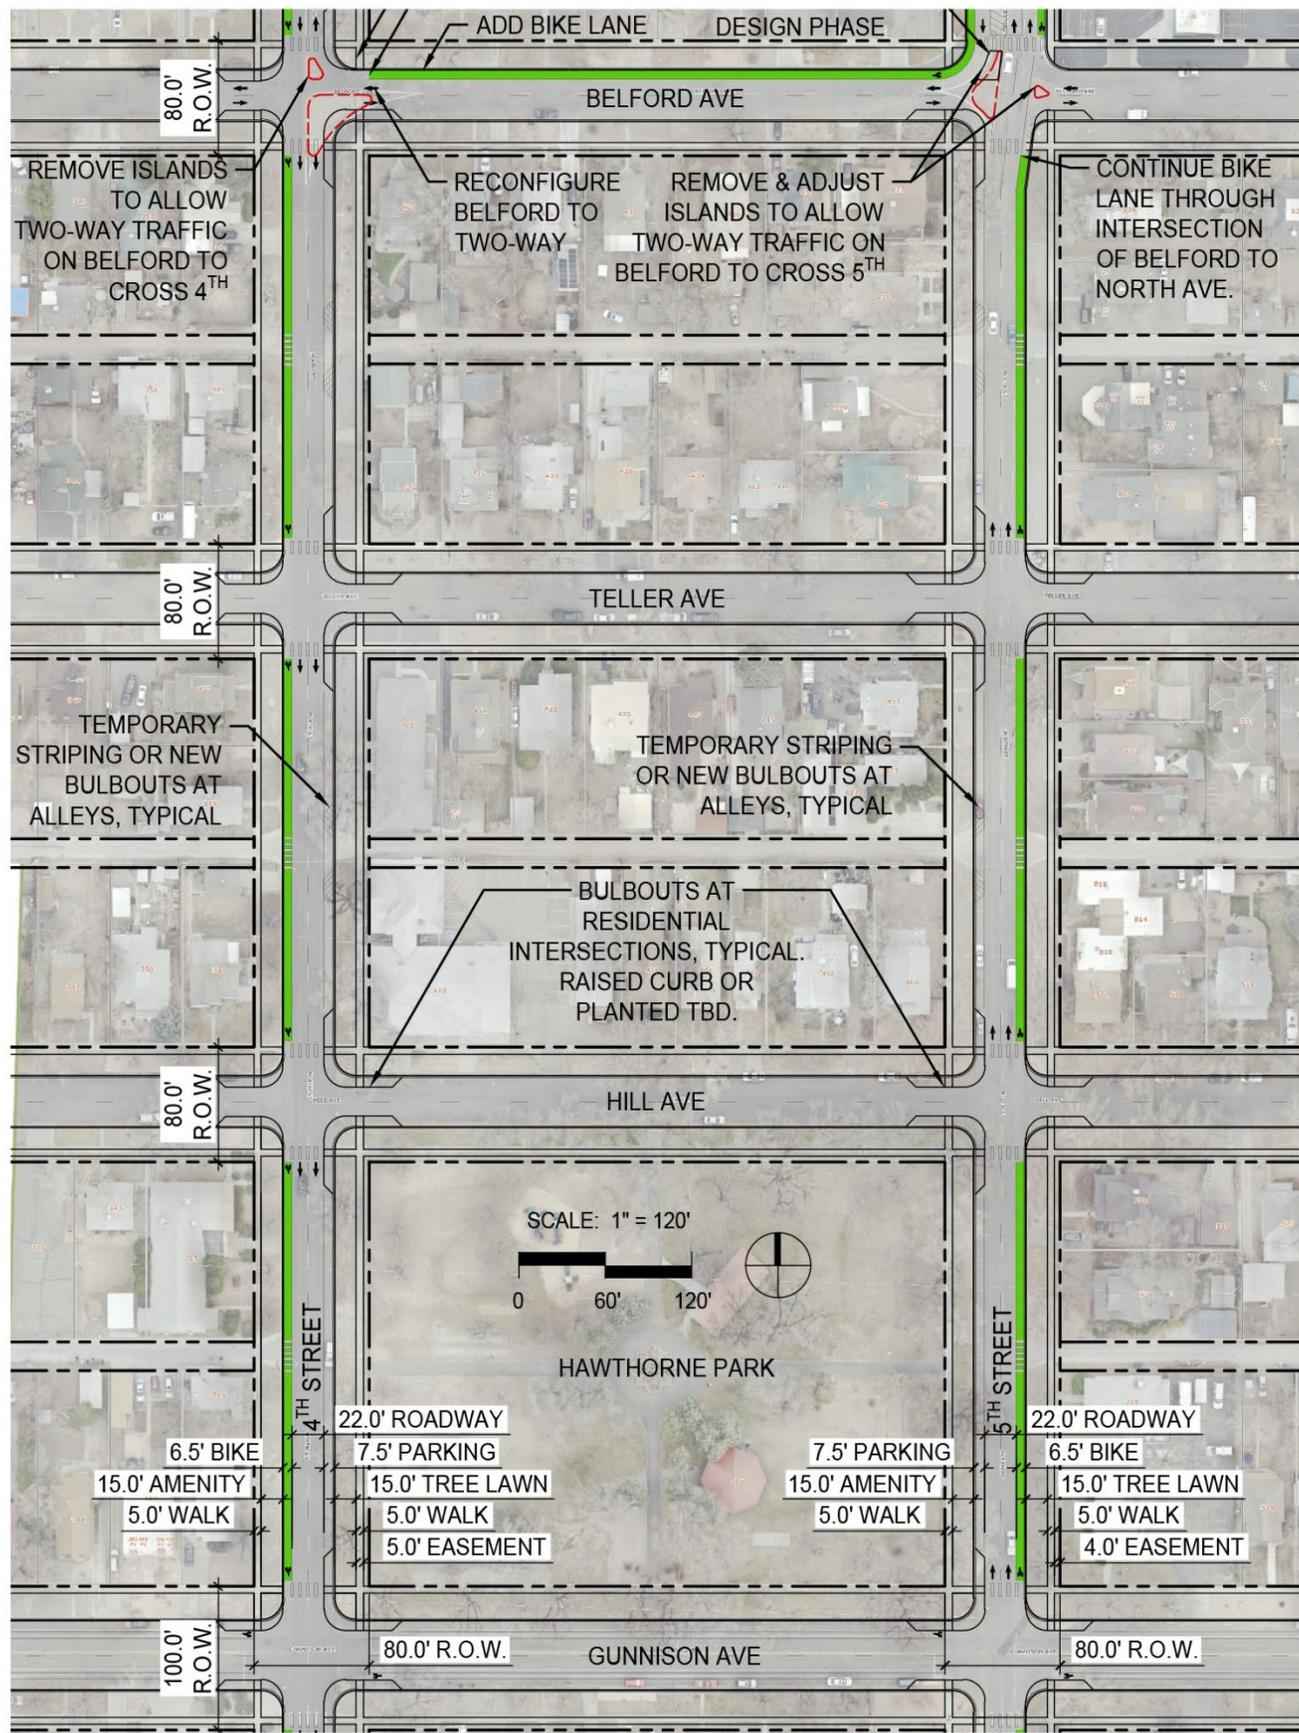 ADD BIKE LANE
DESIGN PHASE
80.0'
R.O.W.
BELFORD AVE
REMOVE ISLANDS
TO ALLOW
TWO-WAY TRAFFIC
ON BELFORD TO
CROSS 4TH
RECONFIGURE
BELFORD TO
TWO-WAY
REMOVE & ADJUST
ISLANDS TO ALLOW
TWO-WAY TRAFFIC ON
BELFORD TO CROSS 5TH
CONTINUE BIKE
LANE THROUGH
INTERSECTION
OF BELFORD TO
NORTH AVE.
80.0'
R.O.W.
TELLER AVE
TEMPORARY
STRIPING OR NEW
BULBOUTS AT
ALLEYS, TYPICAL
TEMPORARY STRIPING
OR NEW BULBOUTS AT
ALLEYS, TYPICAL
BULBOUTS AT
RESIDENTIAL
INTERSECTIONS, TYPICAL.
RAISED CURB OR
PLANTED TBD.
80.0'
R.O.W.
HILL AVE
SCALE: 1" = 120'
0 60' 120'
HAWTHORNE PARK
4TH STREET
5TH STREET
22.0' ROADWAY
6.5' BIKE
7.5' PARKING
15.0' AMENITY
15.0' TREE LAWN
5.0' WALK
5.0' WALK
5.0' EASEMENT
22.0' ROADWAY
7.5' PARKING
6.5' BIKE
15.0' AMENITY
15.0' TREE LAWN
5.0' WALK
5.0' WALK
4.0' EASEMENT
100.0'
R.O.W.
80.0' R.O.W.
GUNNISON AVE
80.0' R.O.W.